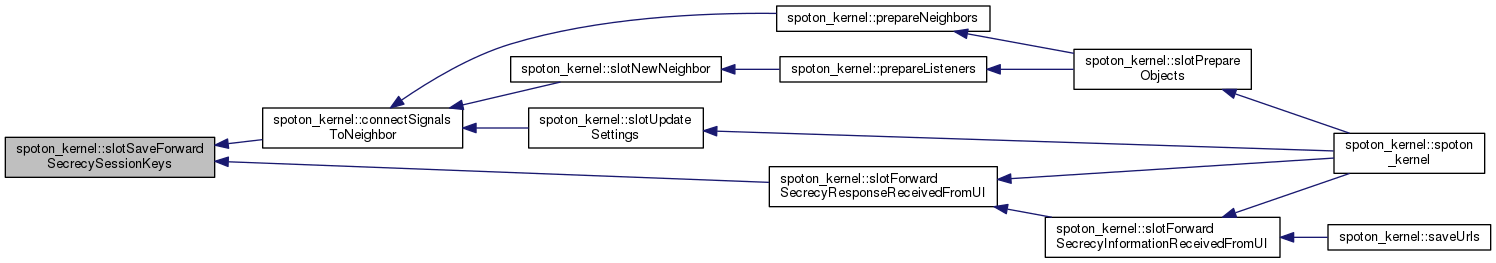 spoton_kernel::prepareNeighbors
spoton_kernel::slotPrepare
Objects
spoton_kernel::slotNewNeighbor
spoton_kernel::prepareListeners
spoton_kernel::connectSignals
ToNeighbor
spoton_kernel::slotUpdate
Settings
spoton_kernel::slotSaveForward
SecrecySessionKeys
spoton_kernel::spoton
_kernel
spoton_kernel::slotForward
SecrecyResponseReceivedFromUI
spoton_kernel::slotForward
SecrecyInformationReceivedFromUI
spoton_kernel::saveUrls